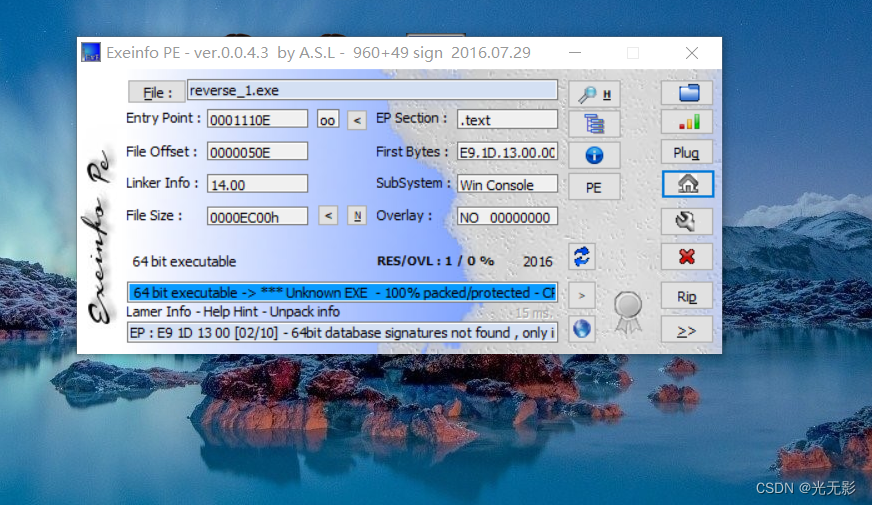 Exeinfo PE - ver.0.0.4.3 by A.S.L - 960+49 sign 2016.07.29
Exeinfo Pe
File : reverse_1.exe H
Entry Point : 0001110E oo < EP Section : .text
File Offset : 0000050E First Bytes : E9.1D.13.00.00 Plug
Linker Info : 14.00 SubSystem : Win Console PE
File Size : 0000EC00h < N Overlay : NO 00000000
64 bit executable RES/OVL : 1 / 0 % 2016
64 bit executable -> *** Unknown EXE - 100% packed/protected - > Rip
Lamer Info - Help Hint - Unpack info 15 ms.
EP : E9 1D 13 00 [02/10] - 64bit database signatures not found , only i >>
CSDN @光无影